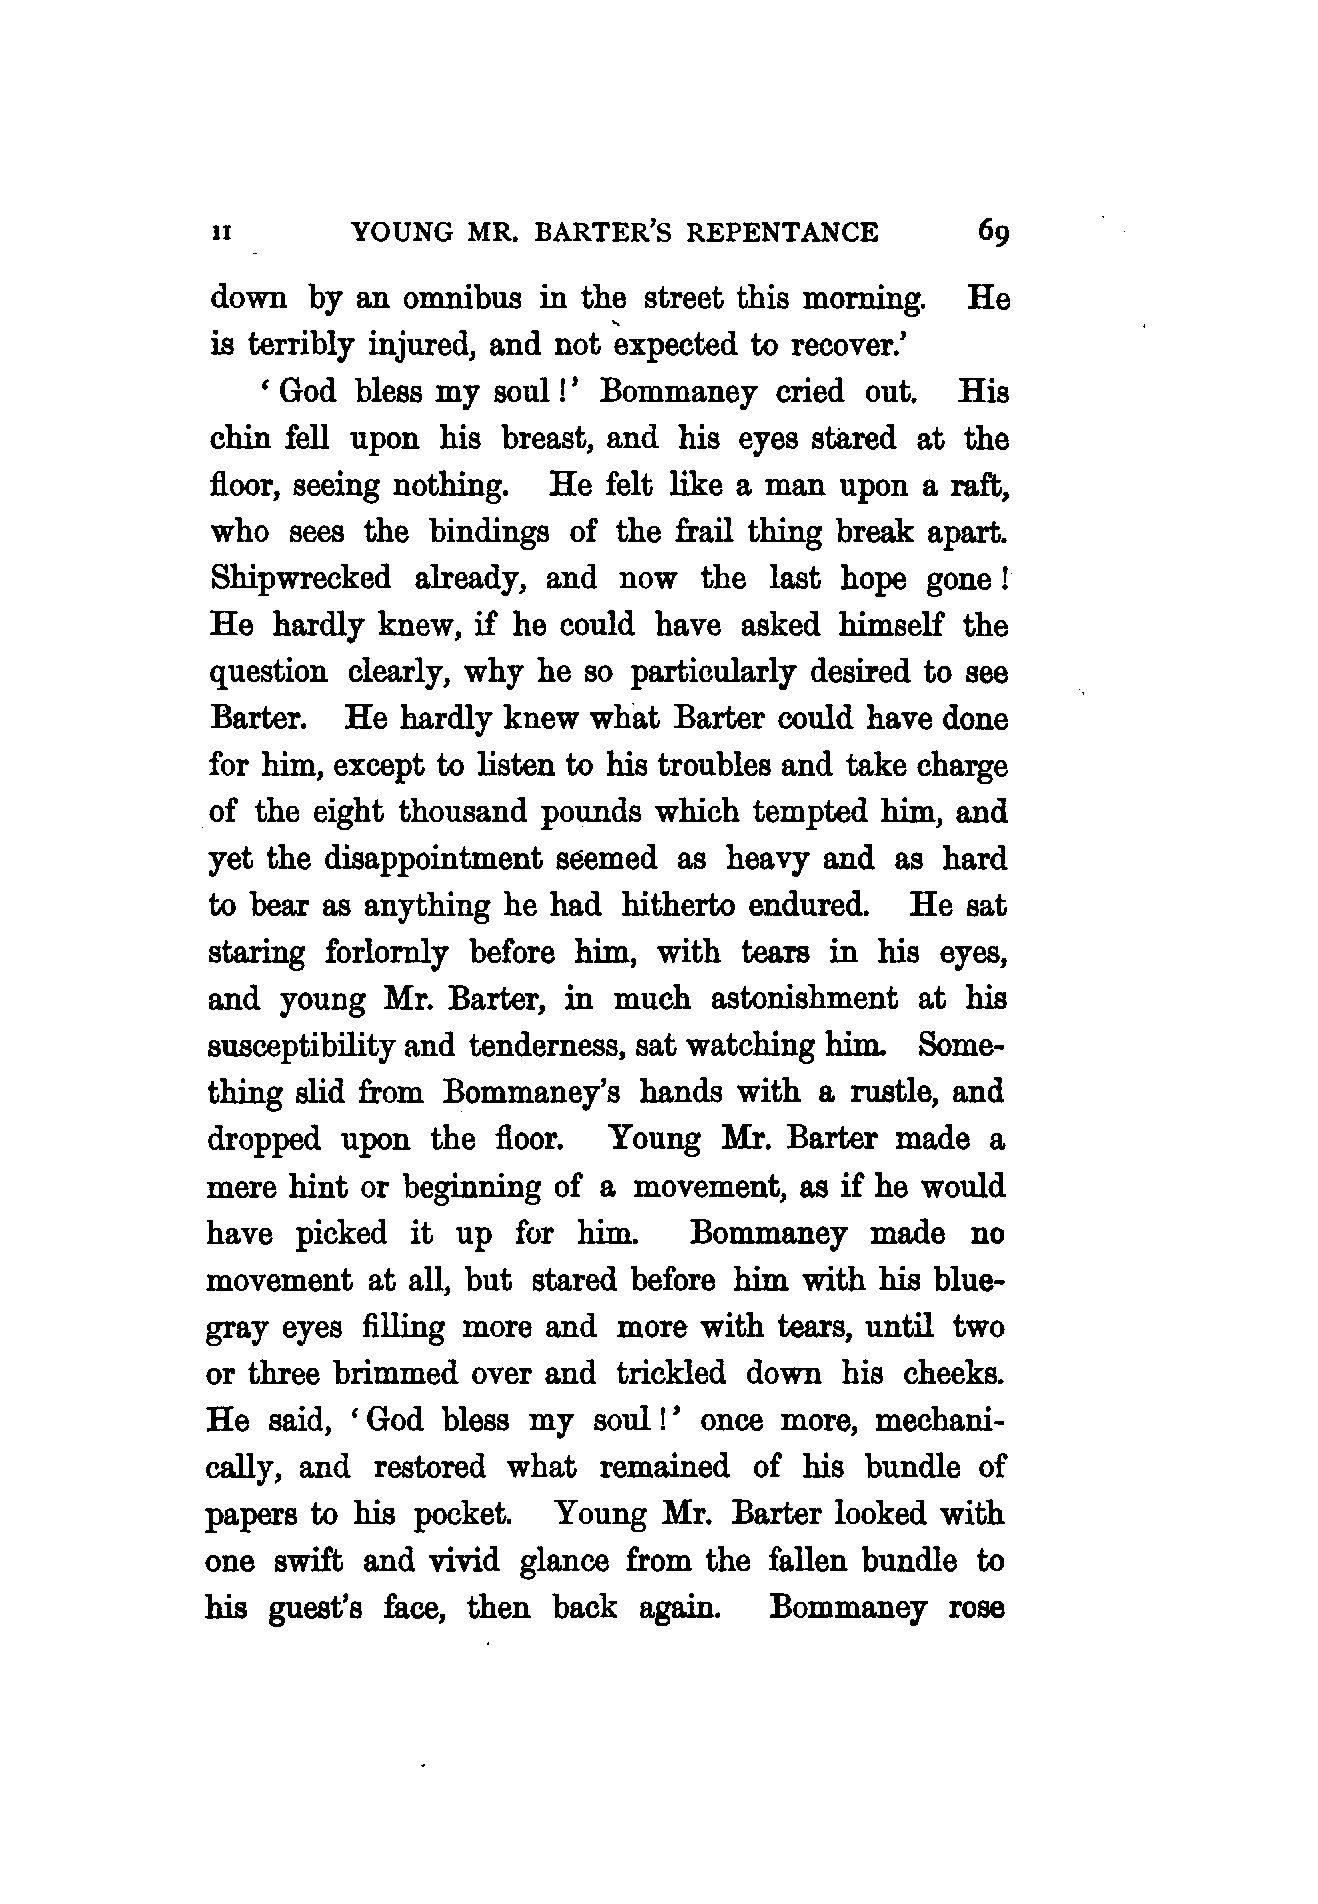 II YOUNG MR. BARTER'S REPENTANCE 69
down by an omnibus in the street this morning. He
is terribly injured, and not expected to recover.'
‘ God bless my soul !’ Bommaney cried out. His
chin fell upon his breast, and his eyes stared at the
floor, seeing nothing. He felt like a man upon a raft,
who sees the bindings of the frail thing break apart.
Shipwrecked already, and now the last hope gone !
He hardly knew, if he could have asked himself the
question clearly, why he so particularly desired to see
Barter. He hardly knew what Barter could have done
for him, except to listen to his troubles and take charge
of the eight thousand pounds which tempted him, and
yet the disappointment seemed as heavy and as hard
to bear as anything he had hitherto endured. He sat
staring forlornly before him, with tears in his eyes,
and young Mr. Barter, in much astonishment at his
susceptibility and tenderness, sat watching him. Some-
thing slid from Bommaney's hands with a rustle, and
dropped upon the floor. Young Mr. Barter made a
mere hint or beginning of a movement, as if he would
have picked it up for him. Bommaney made no
movement at all, but stared before him with his blue-
gray eyes filling more and more with tears, until two
or three brimmed over and trickled down his cheeks.
He said, ‘ God bless my soul !’ once more, mechani-
cally, and restored what remained of his bundle of
papers to his pocket. Young Mr. Barter looked with
one swift and vivid glance from the fallen bundle to
his guest's face, then back again. Bommaney rose